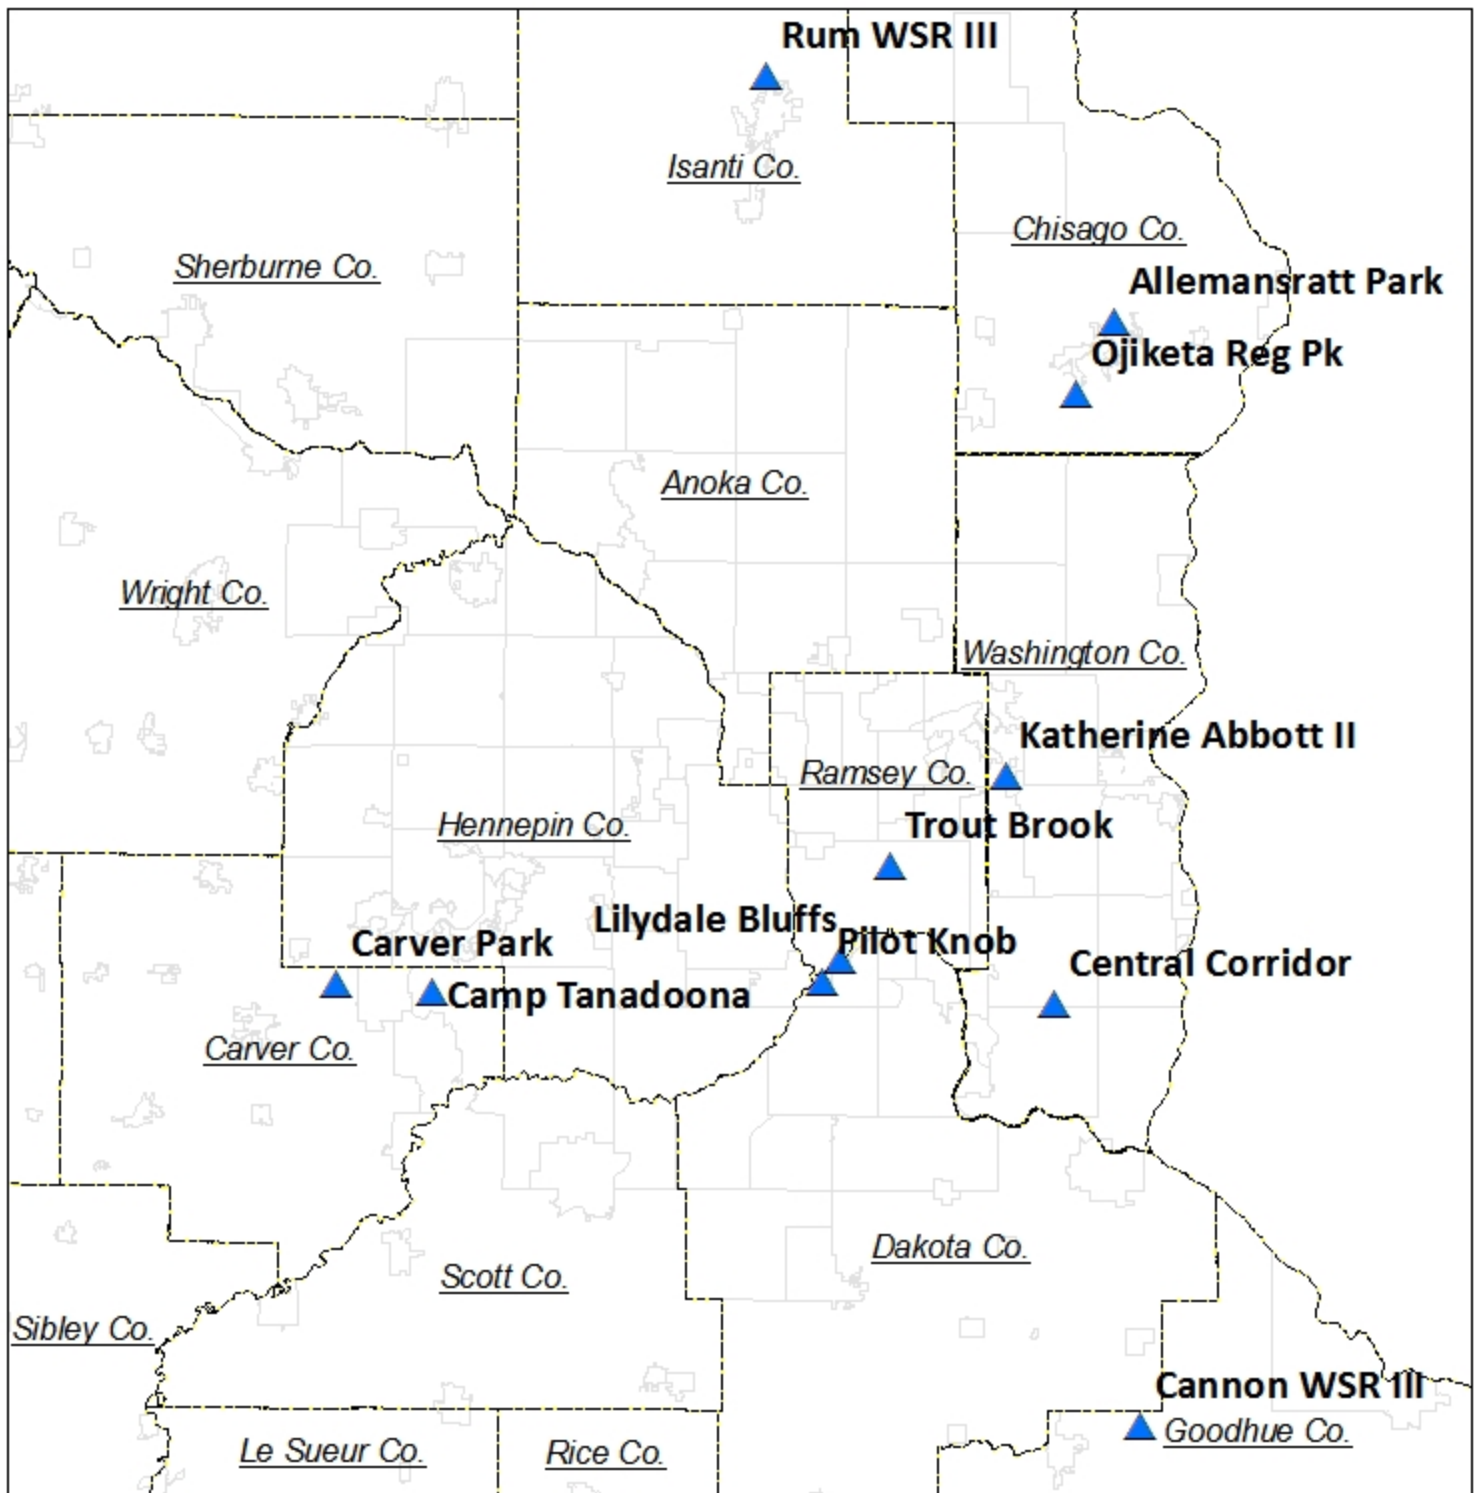 Rum WSR III
Isanti Co.
Chisago Co.
Sherburne Co.
Allemansratt Park
Ojiketa Reg Pk
Anoka Co.
Wright Co.
Washington Co.
Katherine Abbott II
Ramsey Co.
Hennepin Co.
Trout Brook
Lilydale Bluffs
Pilot Knob
Carver Park
Central Corridor
Camp Tanadoona
Carver Co.
Dakota Co.
Scott Co.
Sibley Co.
Cannon WSR III
Goodhue Co.
Le Sueur Co.
Rice Co.